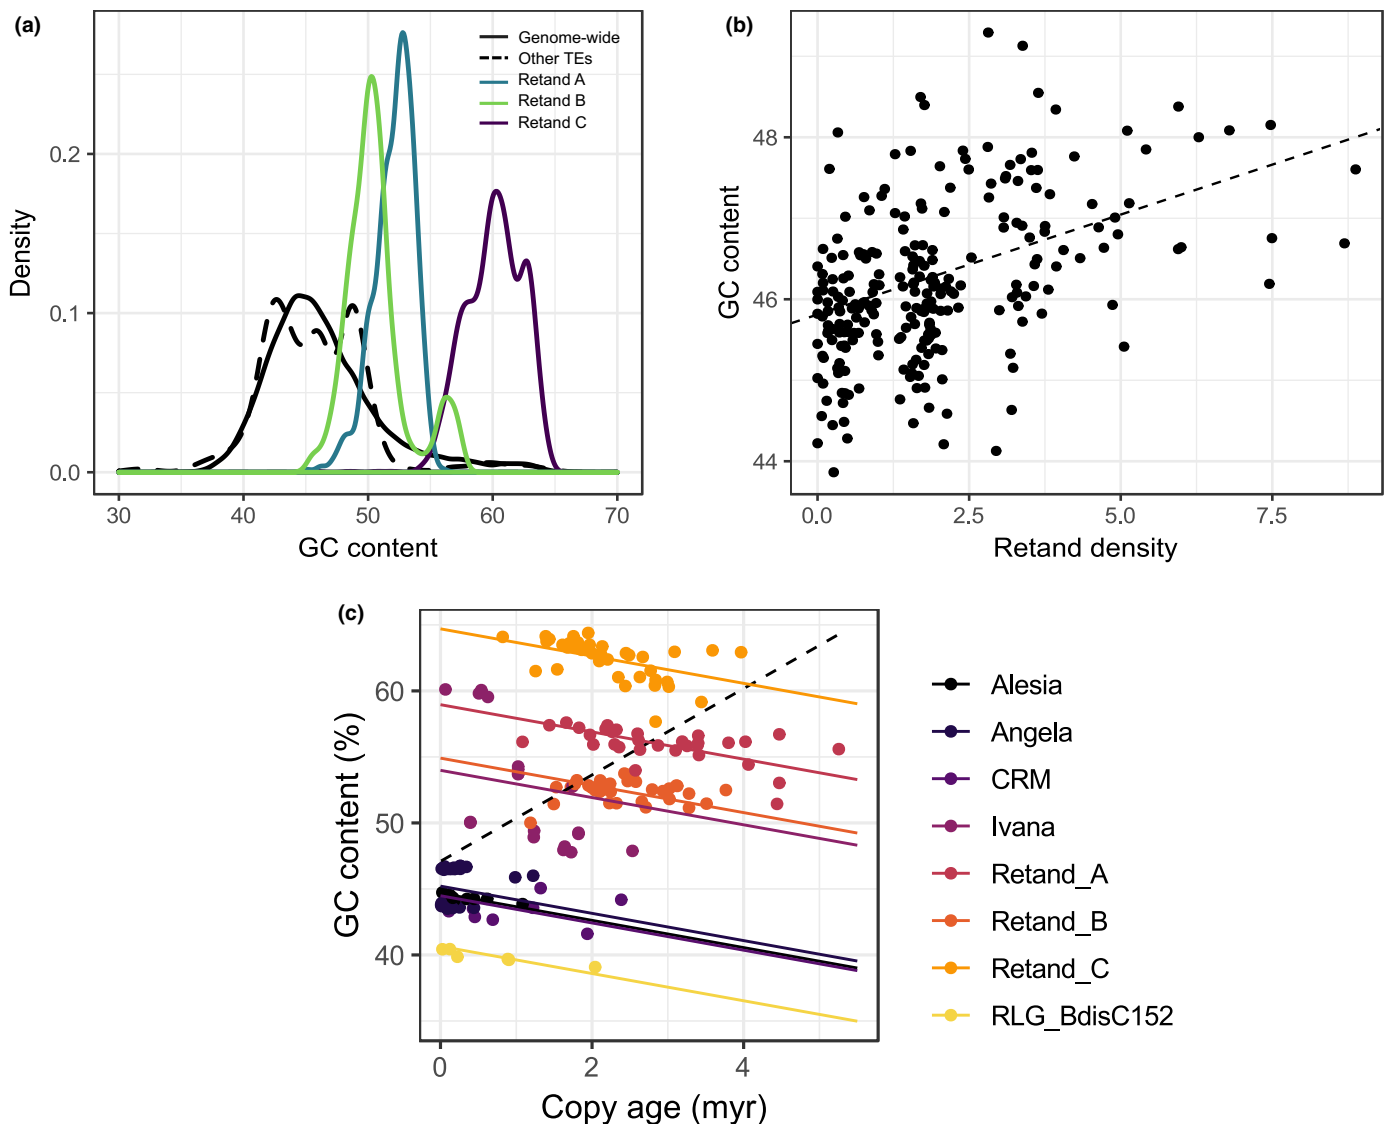 (a)
Genome-wide
Other TEs
Retand A
Retand B
Retand C
Density
0.2
0.1
0.0
30 40 50 60 70
GC content
(b)
GC content
48
46
44
0.0 2.5 5.0 7.5
Retand density
(c)
GC content (%)
60
50
40
0 2 4
Copy age (myr)
Alesia
Angela
CRM
Ivana
Retand_A
Retand_B
Retand_C
RLG_BdisC152